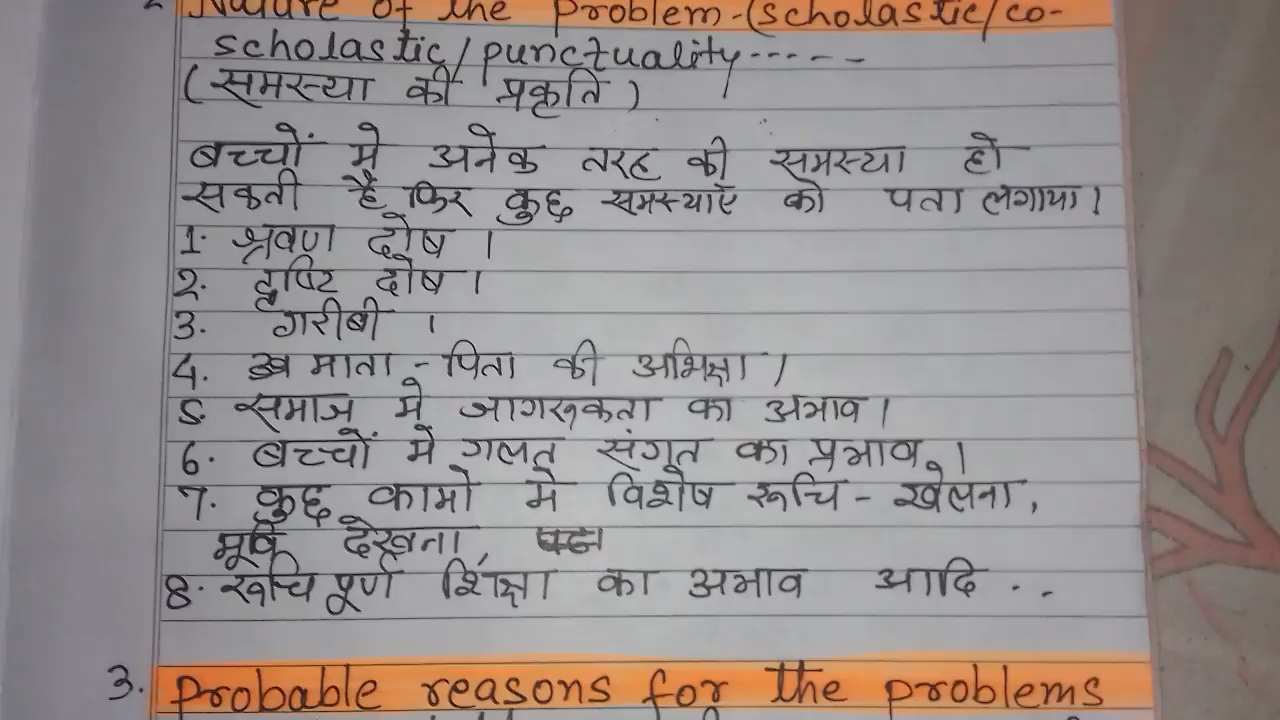 2. Nature of the Problem-(scholastic/co-
scholastic/punctuality-----
(समस्या की प्रकृति)
बच्चों मे अनेक तरह की समस्या हो
सकती है फिर कुछ समस्याएँ को पता लगाया।
1. श्रवण दोष ।
2. दृष्टि दोष ।
3. गरीबी ।
4. माता - पिता की अभिक्षा ।
5. समाज मे जागरूकता का अभाव ।
6. बच्चों मे गलत संगत का प्रभाव ।
7. कुछ कामो मे विशेष रूचि - खेलना,
मूवि देखना,
8. रूचि पूर्ण शिक्षा का अभाव आदि ..
3. Probable reasons for the problems